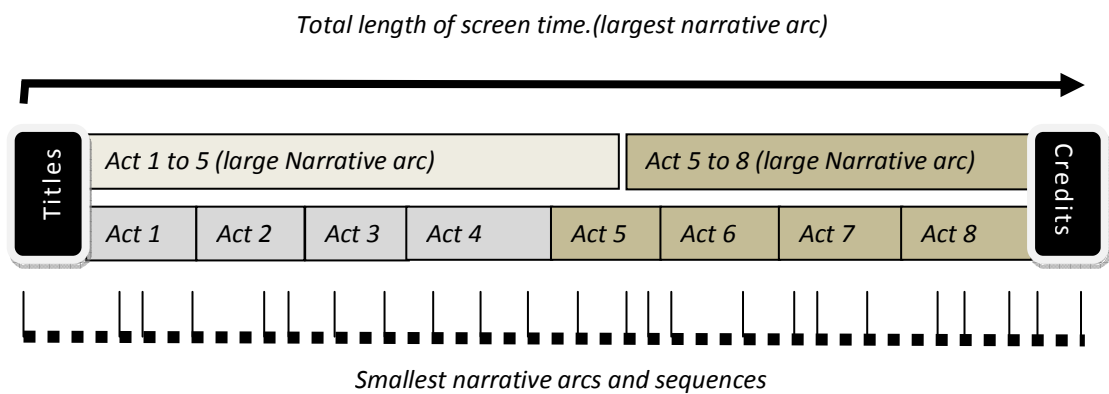 Total length of screen time.(largest narrative arc)
Titles
Act 1 to 5 (large Narrative arc)
Act 5 to 8 (large Narrative arc)
Credits
Act 1
Act 2
Act 3
Act 4
Act 5
Act 6
Act 7
Act 8
Smallest narrative arcs and sequences